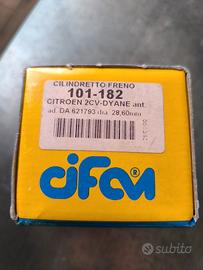 CILINDRETTO FRENO
101-182
CITROEN 2CV-DYANE ant.
ad. DA 621793 dia 28,60mm
cifam®
subito